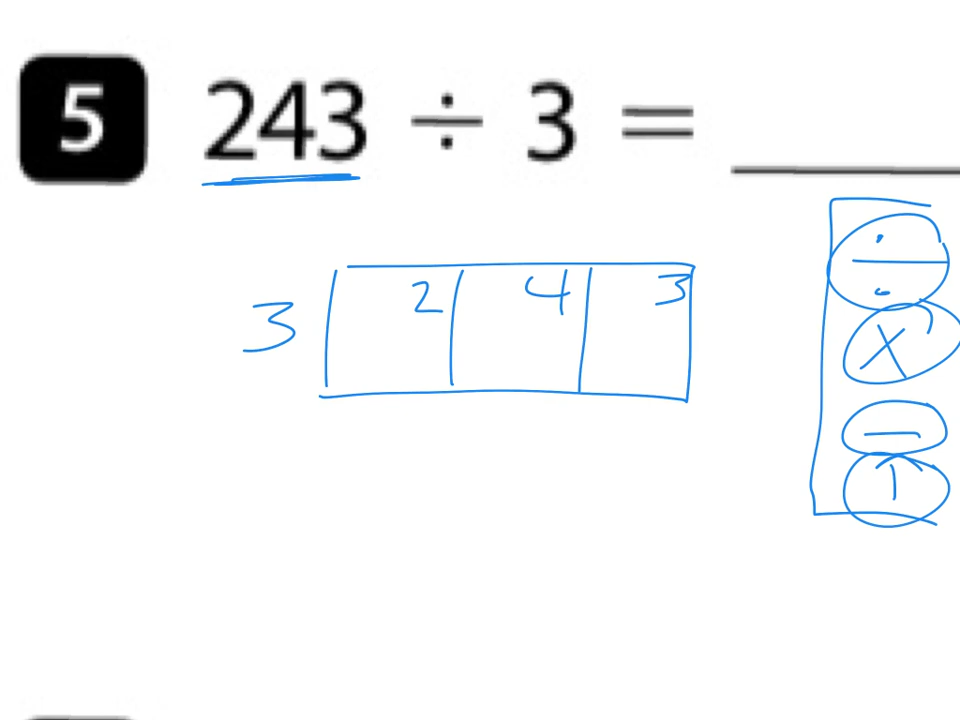 5 243 ÷ 3 =
3 2 4 3
÷
×
−
↑